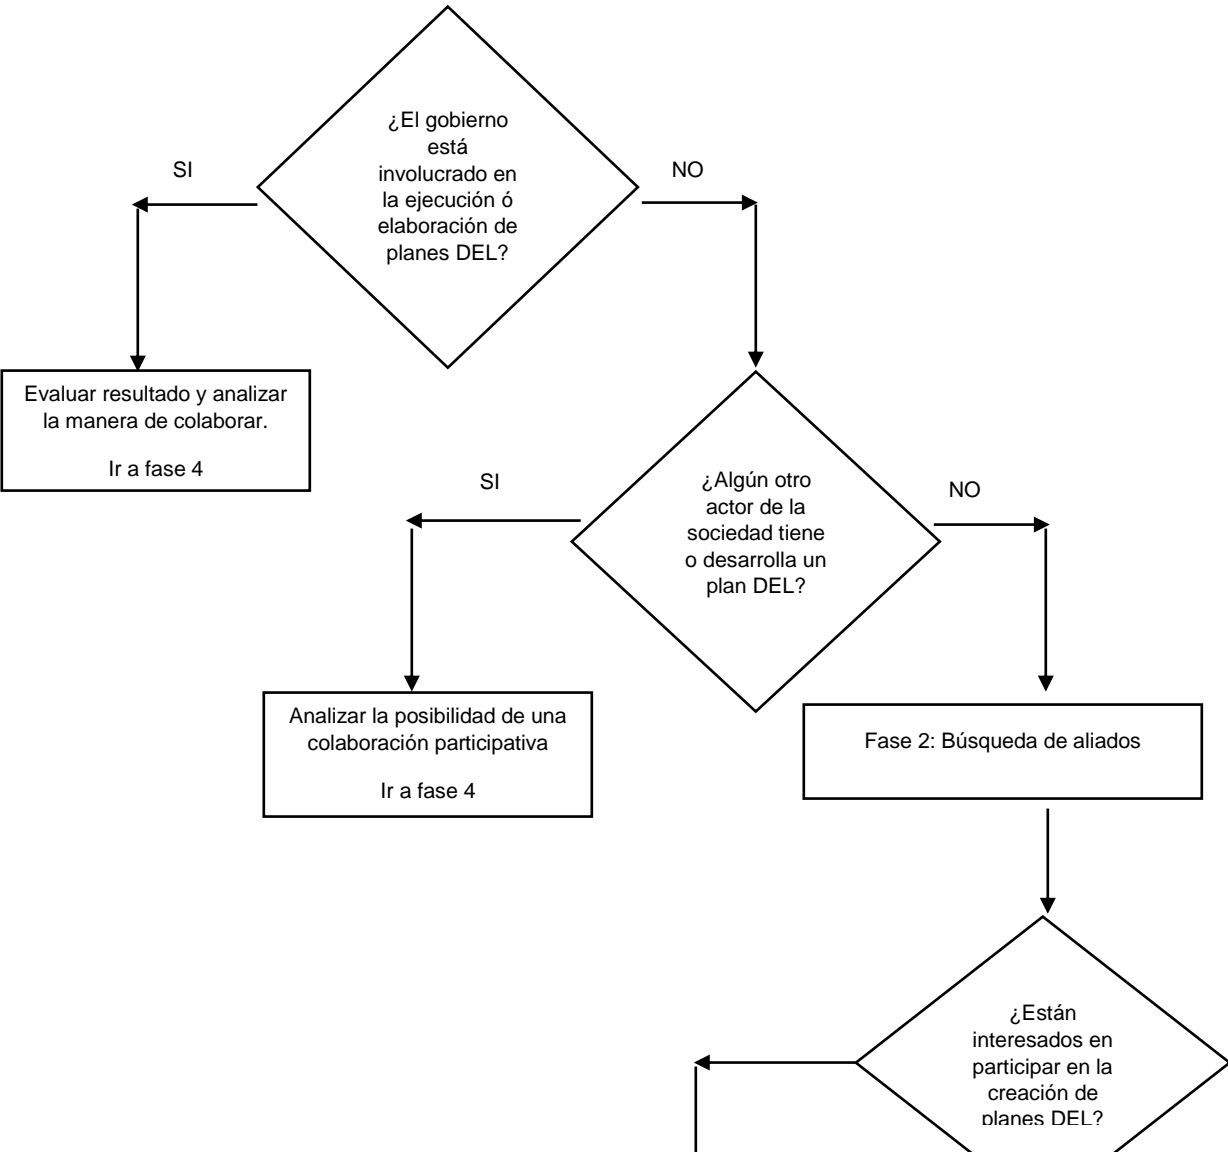 ¿El gobierno
está
involucrado en
la ejecución ó
elaboración de
planes DEL?
SI
NO
Evaluar resultado y analizar
la manera de colaborar.
Ir a fase 4
¿Algún otro
actor de la
sociedad tiene
o desarrolla un
plan DEL?
SI
NO
Analizar la posibilidad de una
colaboración participativa
Ir a fase 4
Fase 2: Búsqueda de aliados
¿Están
interesados en
participar en la
creación de
planes DEL?